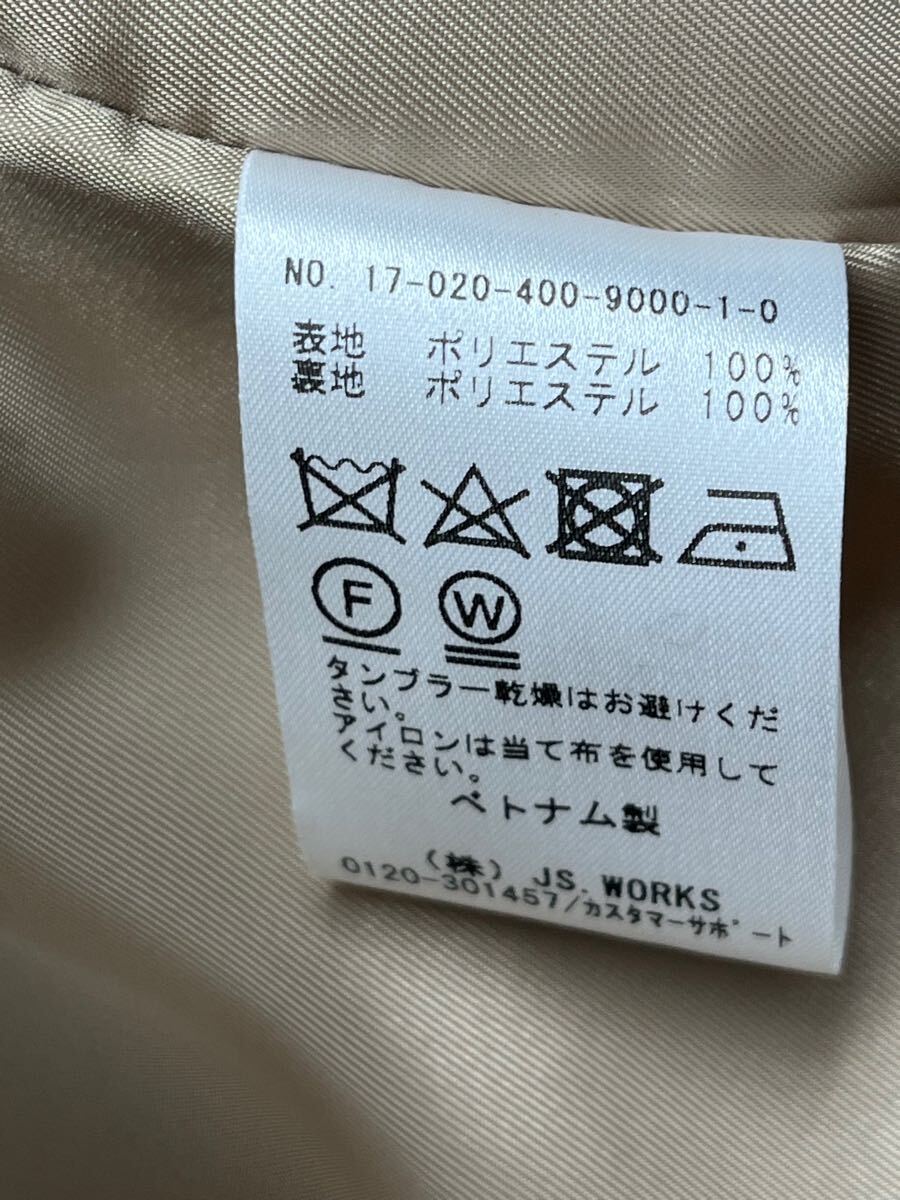 NO. 17-020-400-9000-1-0
表地 ポリエステル 100%
裏地 ポリエステル 100%
F W
タンブラー乾燥はお避けくだ
さい。
アイロンは当て布を使用して
ください。
ベトナム製
(株) JS.WORKS
0120-301457/カスタマーサポート